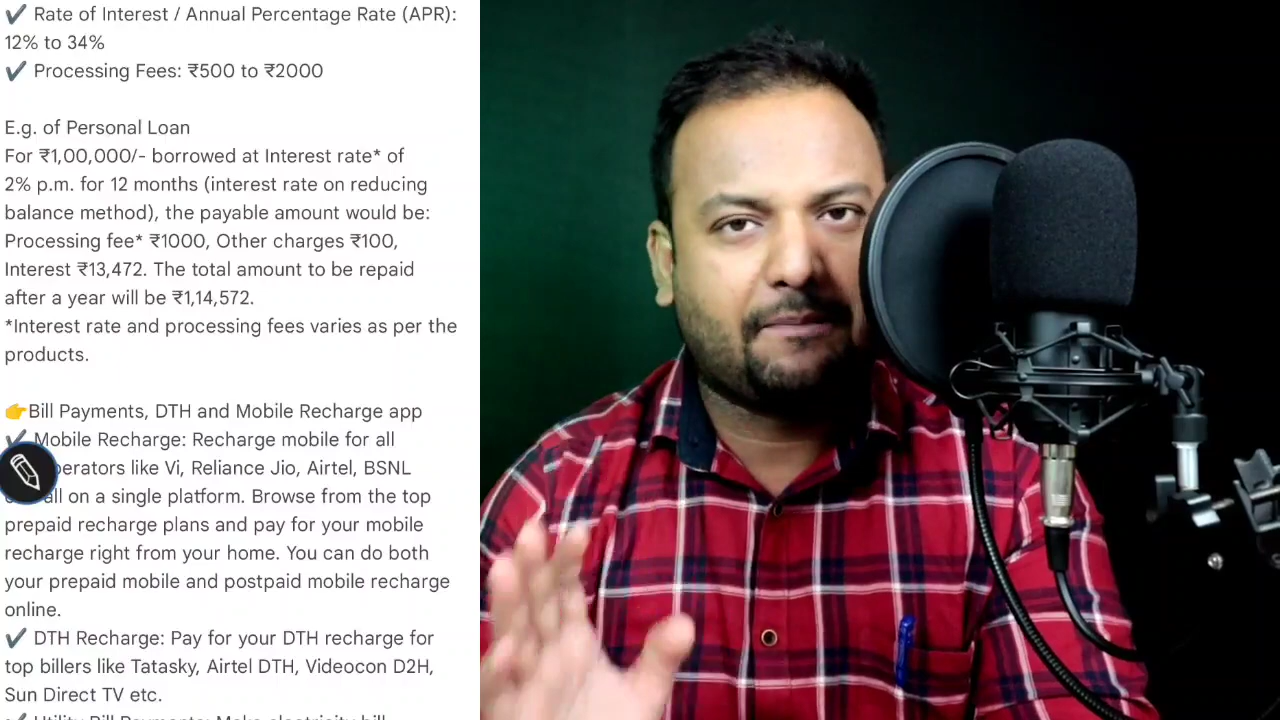 ✔️ Rate of Interest / Annual Percentage Rate (APR):
12% to 34%
✔️ Processing Fees: ₹500 to ₹2000
E.g. of Personal Loan
For ₹1,00,000/- borrowed at Interest rate* of
2% p.m. for 12 months (interest rate on reducing
balance method), the payable amount would be:
Processing fee* ₹1000, Other charges ₹100,
Interest ₹13,472. The total amount to be repaid
after a year will be ₹1,14,572.
*Interest rate and processing fees varies as per the
products.
👉Bill Payments, DTH and Mobile Recharge app
✔️ Mobile Recharge: Recharge mobile for all
perators like Vi, Reliance Jio, Airtel, BSNL
all on a single platform. Browse from the top
prepaid recharge plans and pay for your mobile
recharge right from your home. You can do both
your prepaid mobile and postpaid mobile recharge
online.
✔️ DTH Recharge: Pay for your DTH recharge for
top billers like Tatasky, Airtel DTH, Videocon D2H,
Sun Direct TV etc.
✔️ Utility Bill Payments: Make electricity bill